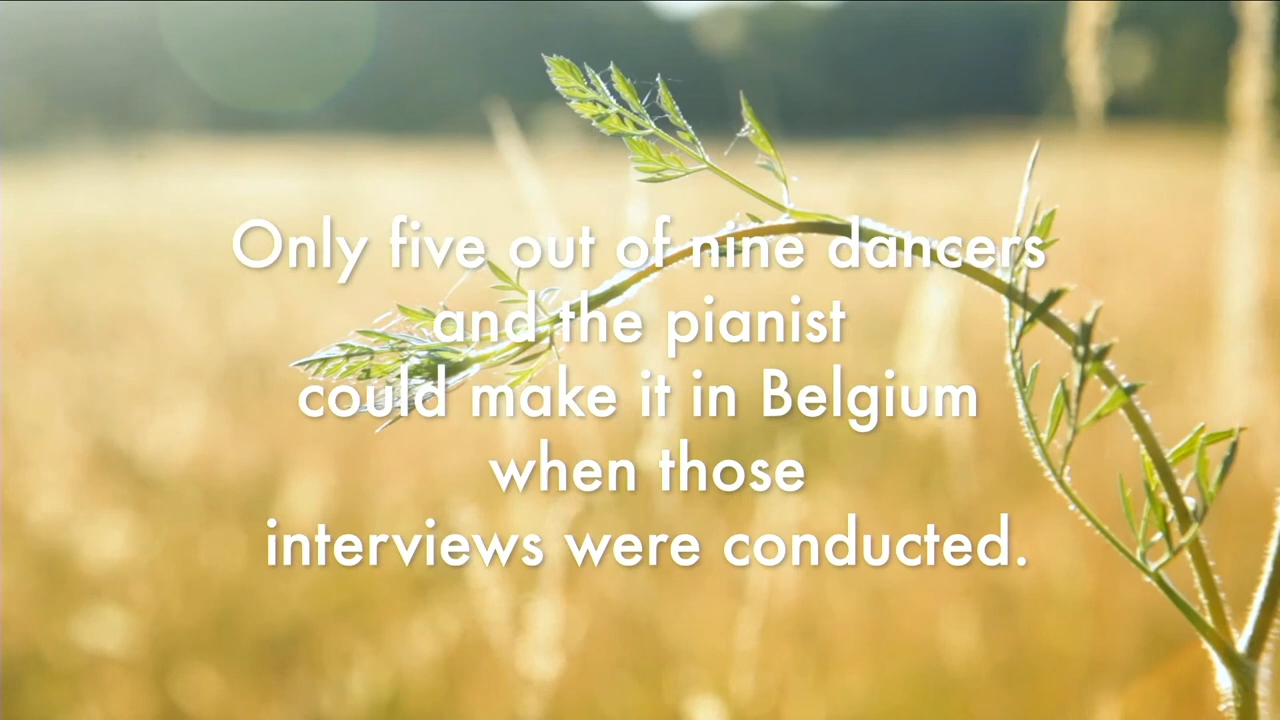 Only five out of nine dancers
and the pianist
could make it in Belgium
when those
interviews were conducted.